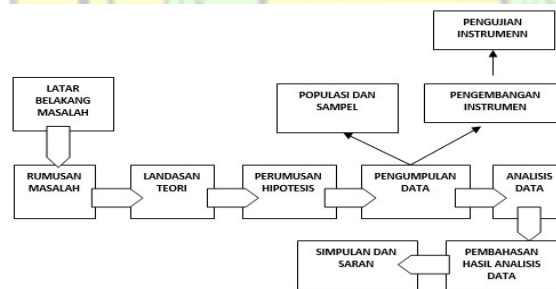 PENGUJIAN
INSTRUMENN
LATAR
BELAKANG
MASALAH
POPULASI DAN
SAMPEL
PENGEMBANGAN
INSTRUMEN
RUMUSAN
MASALAH
LANDASAN
TEORI
PERUMUSAN
HIPOTESIS
PENGUMPULAN
DATA
ANALISIS
DATA
SIMPULAN DAN
SARAN
PEMBAHASAN
HASIL ANALISIS
DATA